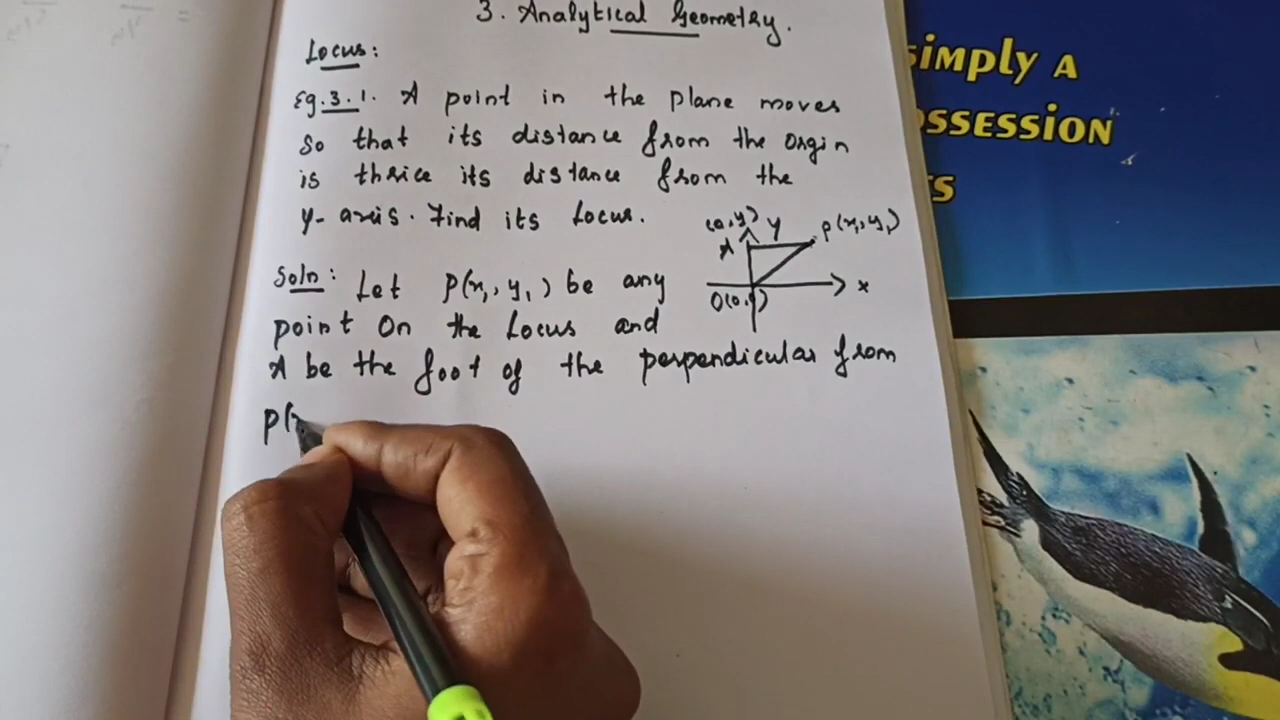 3. Analytical Geometry.
Locus:
Eg.3.1. A point in the plane moves
so that its distance from the orgin
is thrice its distance from the
y-axis. Find its Locus.
(0,y) y P(x₁,y₁)
A
x
O(0,0)
Soln: Let P(x₁, y₁) be any
point On the Locus and
A be the foot of the perpendicular from
P(
SIMPLY A
SSESSION